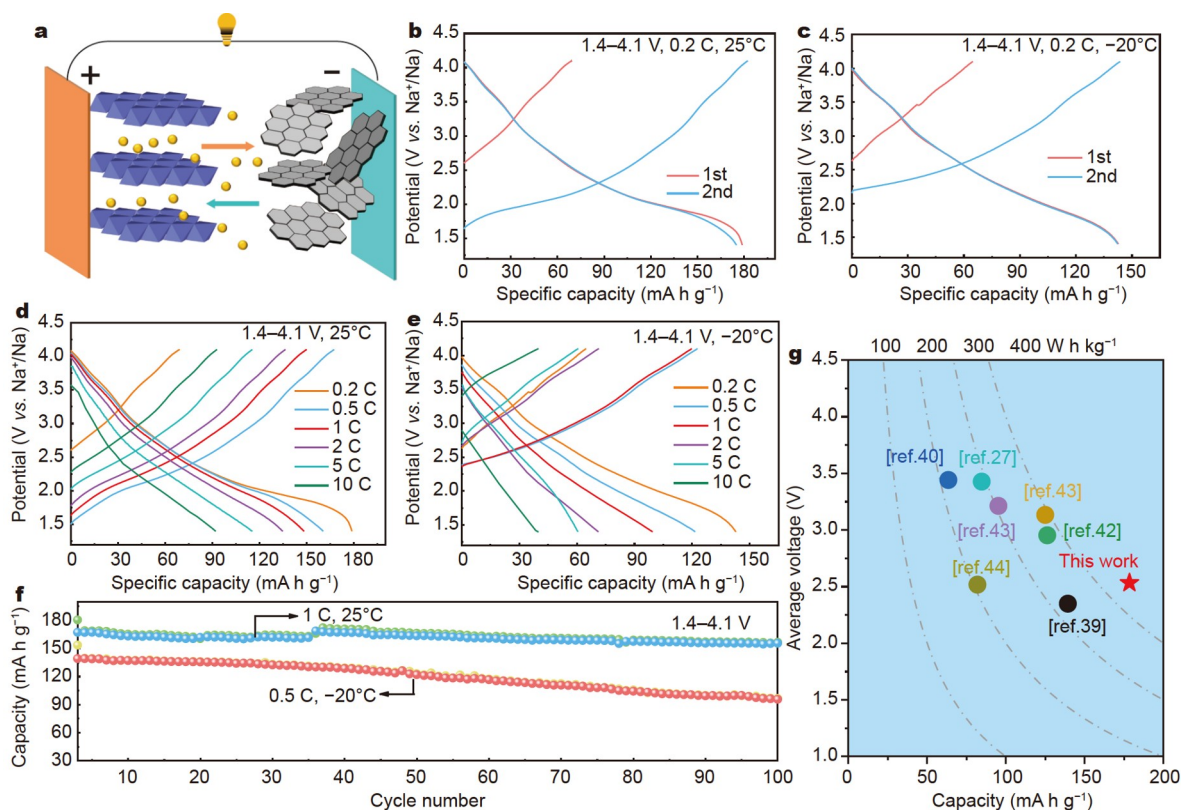 a
+
−
b
1.4–4.1 V, 0.2 C, 25°C
Potential (V vs. Na⁺/Na)
4.5
4.0
3.5
3.0
2.5
2.0
1.5
1st
2nd
0 30 60 90 120 150 180
Specific capacity (mA h g⁻¹)
c
1.4–4.1 V, 0.2 C, −20°C
Potential (V vs. Na⁺/Na)
4.5
4.0
3.5
3.0
2.5
2.0
1.5
1st
2nd
0 30 60 90 120 150
Specific capacity (mA h g⁻¹)
d
1.4–4.1 V, 25°C
Potential (V vs. Na⁺/Na)
4.5
4.0
3.5
3.0
2.5
2.0
1.5
0.2 C
0.5 C
1 C
2 C
5 C
10 C
0 30 60 90 120 150 180
Specific capacity (mA h g⁻¹)
e
1.4–4.1 V, −20°C
Potential (V vs. Na⁺/Na)
4.5
4.0
3.5
3.0
2.5
2.0
1.5
0.2 C
0.5 C
1 C
2 C
5 C
10 C
0 30 60 90 120 150
Specific capacity (mA h g⁻¹)
f
1 C, 25°C
1.4–4.1 V
0.5 C, −20°C
Capacity (mA h g⁻¹)
180
150
120
90
60
30
10 20 30 40 50 60 70 80 90 100
Cycle number
g
100 200 300 400 W h kg⁻¹
Average voltage (V)
4.5
4.0
3.5
3.0
2.5
2.0
1.5
1.0
[ref.40]
[ref.27]
[ref.43]
[ref.43]
[ref.42]
[ref.44]
This work
[ref.39]
0 50 100 150 200
Capacity (mA h g⁻¹)